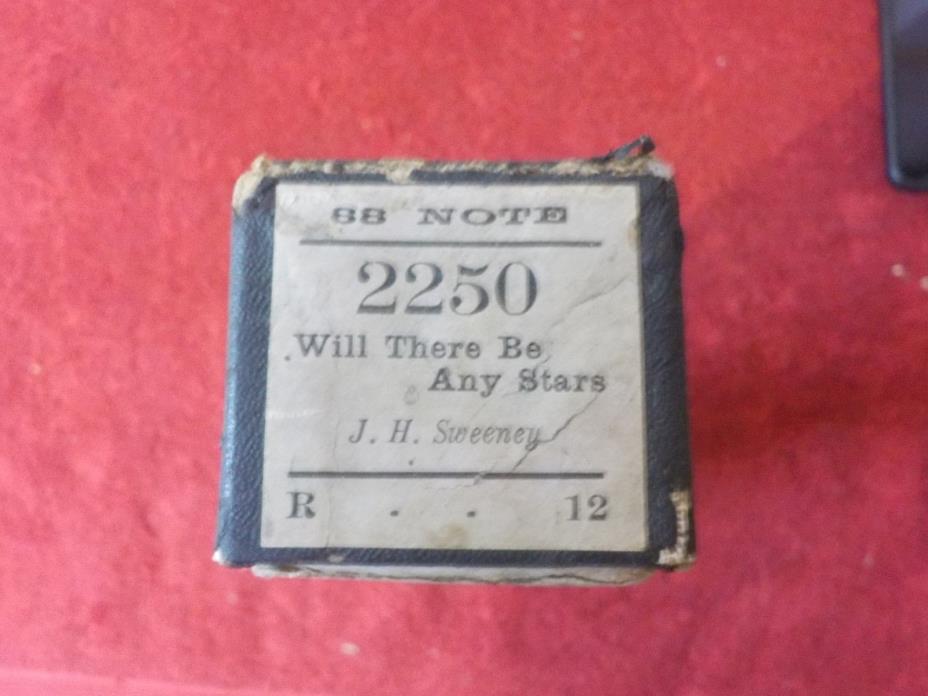 88 NOTE
2250
Will There Be
Any Stars
J. H. Sweeney
R . . 12